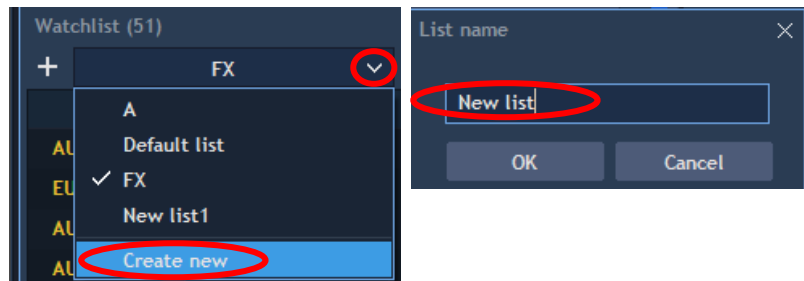 Watchlist (51)
+ FX
A
Default list
AU
✓ FX
EU
New list1
AU
Create new
AU
List name
New list
OK Cancel